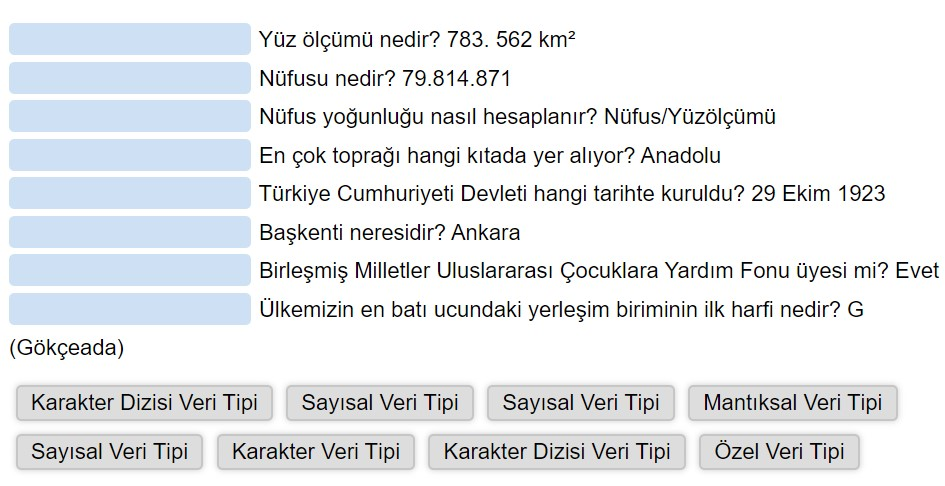 Yüz ölçümü nedir? 783. 562 km²
Nüfusu nedir? 79.814.871
Nüfus yoğunluğu nasıl hesaplanır? Nüfus/Yüzölçümü
En çok toprağı hangi kıtada yer alıyor? Anadolu
Türkiye Cumhuriyeti Devleti hangi tarihte kuruldu? 29 Ekim 1923
Başkenti neresidir? Ankara
Birleşmiş Milletler Uluslararası Çocuklara Yardım Fonu üyesi mi? Evet
Ülkemizin en batı ucundaki yerleşim biriminin ilk harfi nedir? G
(Gökçeada)
Karakter Dizisi Veri Tipi Sayısal Veri Tipi Sayısal Veri Tipi Mantıksal Veri Tipi
Sayısal Veri Tipi Karakter Veri Tipi Karakter Dizisi Veri Tipi Özel Veri Tipi